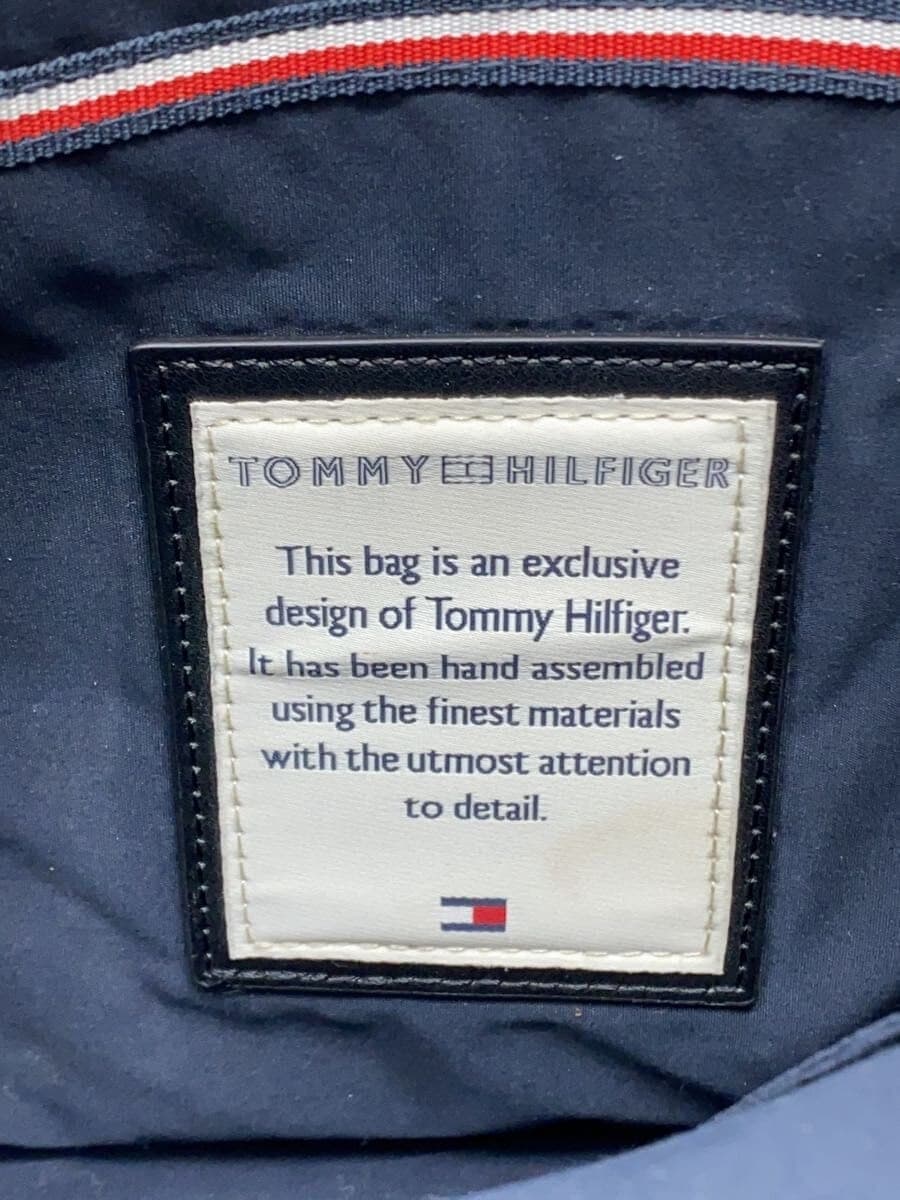 TOMMY HILFIGER
This bag is an exclusive
design of Tommy Hilfiger.
It has been hand assembled
using the finest materials
with the utmost attention
to detail.